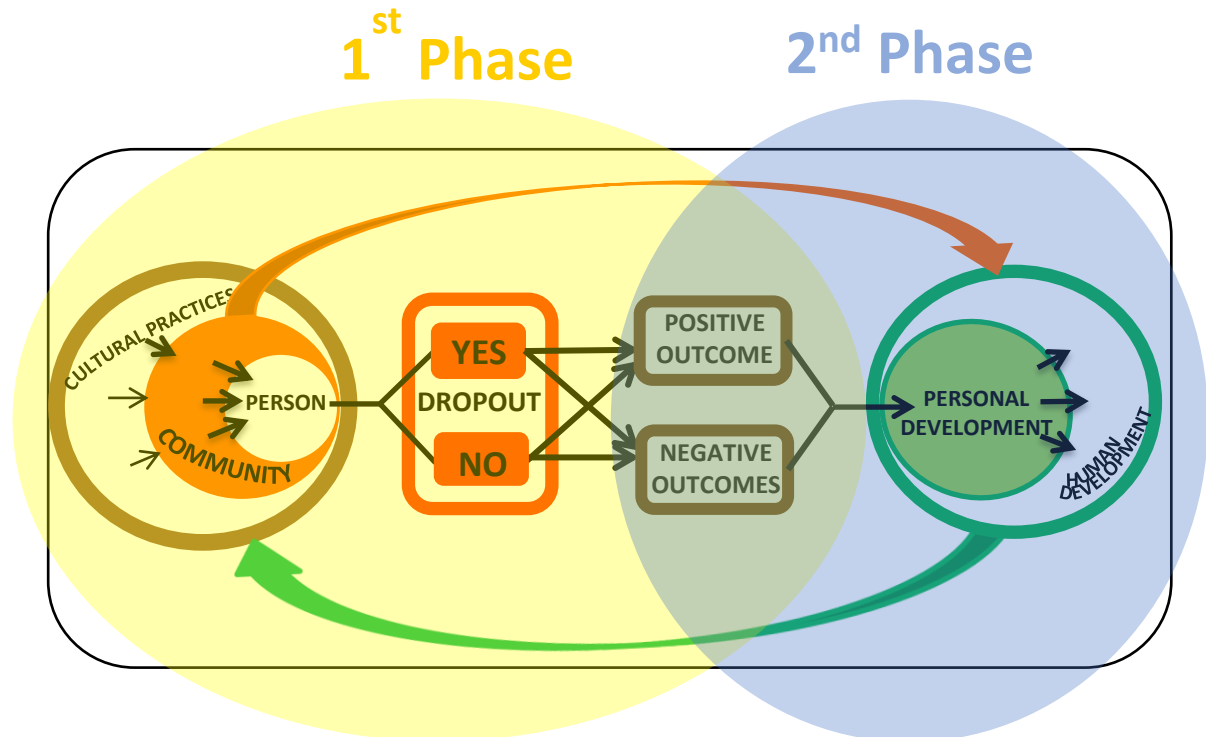 1st Phase
2nd Phase
CULTURAL PRACTICES
COMMUNITY
PERSON
YES
DROPOUT
NO
POSITIVE
OUTCOME
NEGATIVE
OUTCOMES
PERSONAL
DEVELOPMENT
HUMAN
DEVELOPMENT